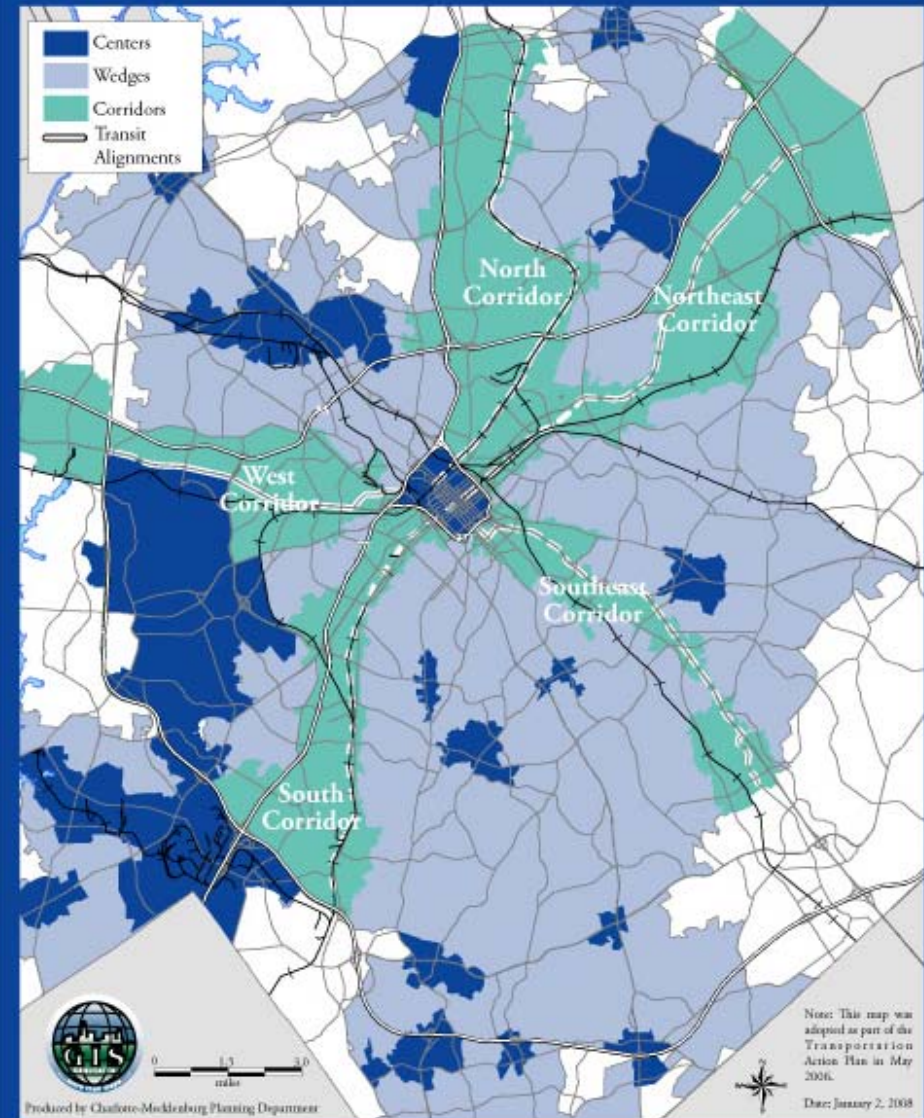 Centers
Wedges
Corridors
Transit
Alignments
North
Corridor
Northeast
Corridor
West
Corridor
Southeast
Corridor
South
Corridor
GIS
0 1.5 3.0
miles
Produced by Charlotte-Mecklenburg Planning Department
N
Note: This map was
adopted as part of the
Transportation
Action Plan in May
2006.
Date: January 2, 2008